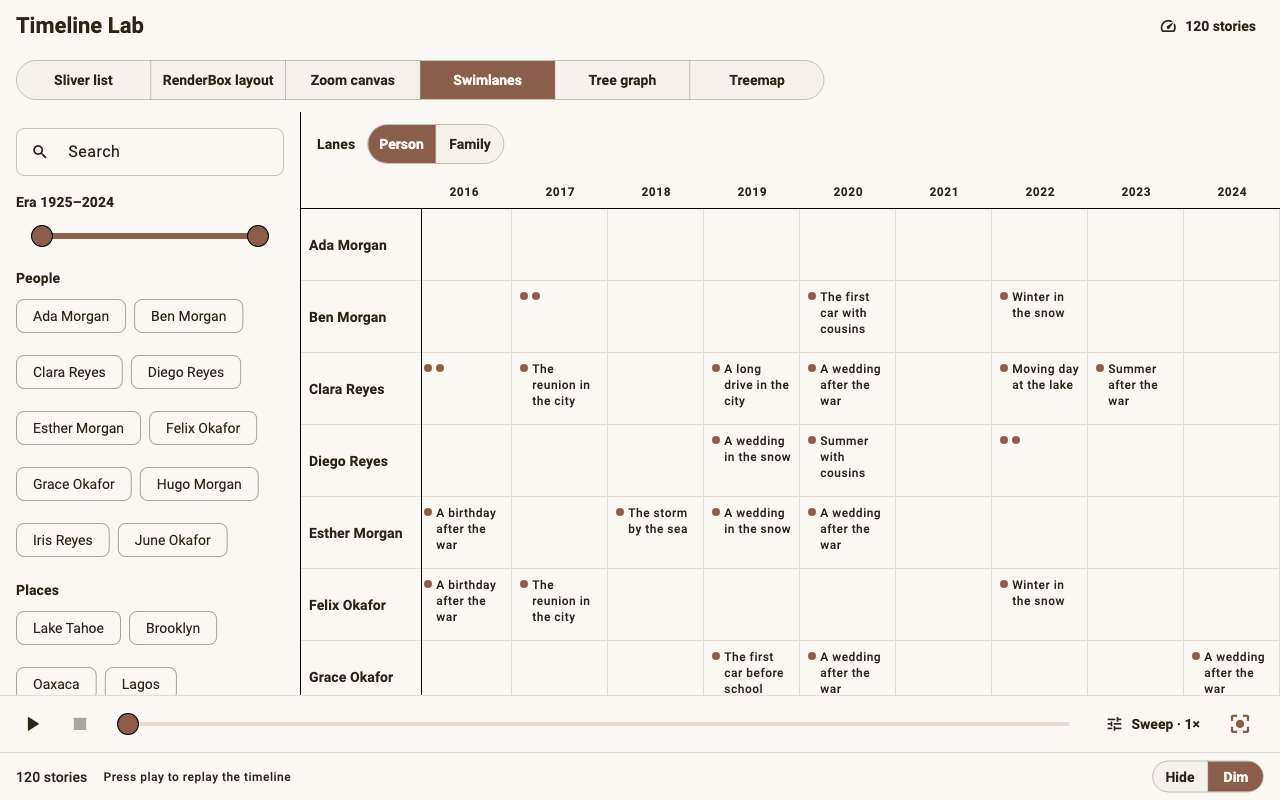 Timeline Lab
120 stories
Sliver list
RenderBox layout
Zoom canvas
Swimlanes
Tree graph
Treemap
Search
Era 1925–2024
People
Ada Morgan
Ben Morgan
Clara Reyes
Diego Reyes
Esther Morgan
Felix Okafor
Grace Okafor
Hugo Morgan
Iris Reyes
June Okafor
Places
Lake Tahoe
Brooklyn
Oaxaca
Lagos
Lanes
Person
Family
2016
2017
2018
2019
2020
2021
2022
2023
2024
Ada Morgan
Ben Morgan
The first
car with
cousins
Winter in
the snow
Clara Reyes
The
reunion in
the city
A long
drive in the
city
A wedding
after the
war
Moving day
at the lake
Summer
after the
war
Diego Reyes
A wedding
in the snow
Summer
with
cousins
Esther Morgan
A birthday
after the
war
The storm
by the sea
A wedding
in the snow
A wedding
after the
war
Felix Okafor
A birthday
after the
war
The
reunion in
the city
Winter in
the snow
Grace Okafor
The first
car before
school
A wedding
after the
war
A wedding
after the
war
Sweep · 1×
120 stories
Press play to replay the timeline
Hide
Dim